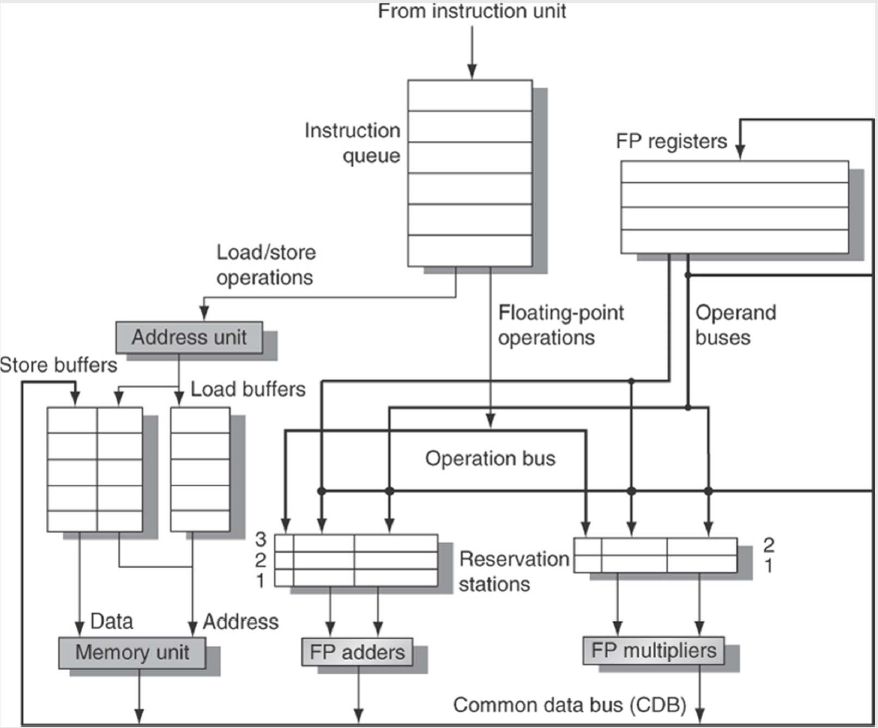 From instruction unit
Instruction
queue
FP registers
Load/store
operations
Floating-point
operations
Operand
buses
Address unit
Store buffers
Load buffers
Operation bus
3
2
1
Reservation
stations
2
1
Data
Address
Memory unit
FP adders
FP multipliers
Common data bus (CDB)